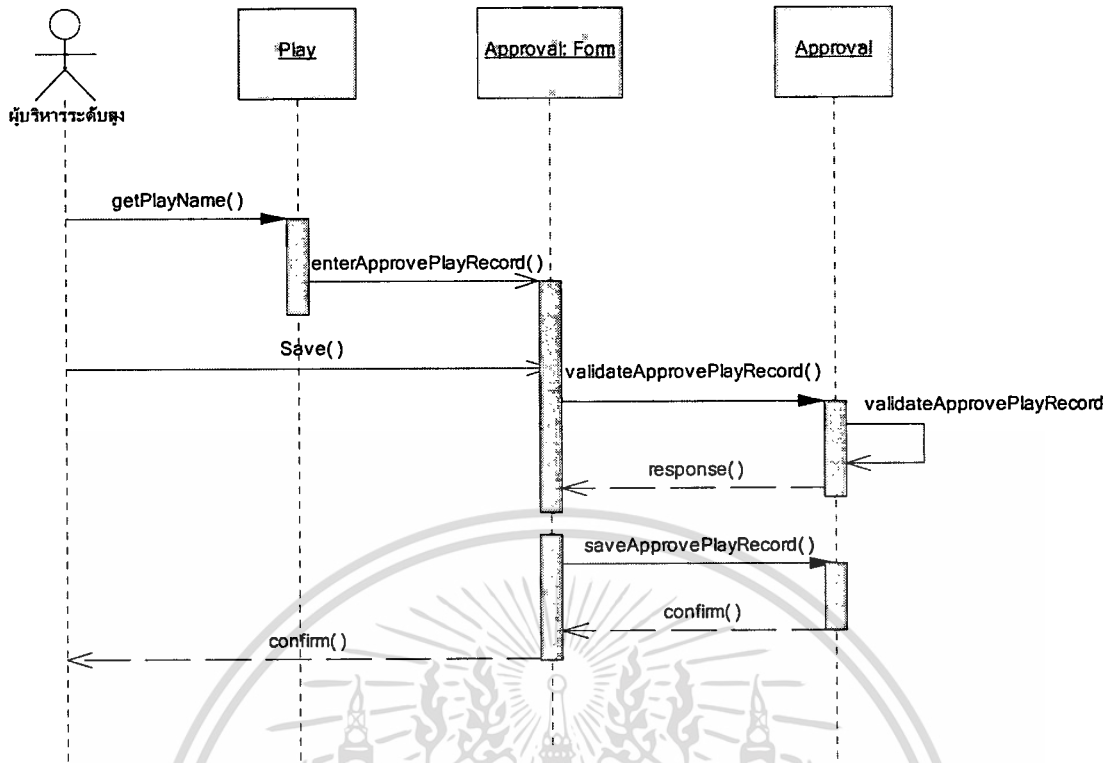 Play
Approval: Form
Approval
ผู้บริหารระดับสูง
getPlayName()
enterApprovePlayRecord()
Save()
validateApprovePlayRecord()
validateApprovePlayRecord
response()
saveApprovePlayRecord()
confirm()
confirm()